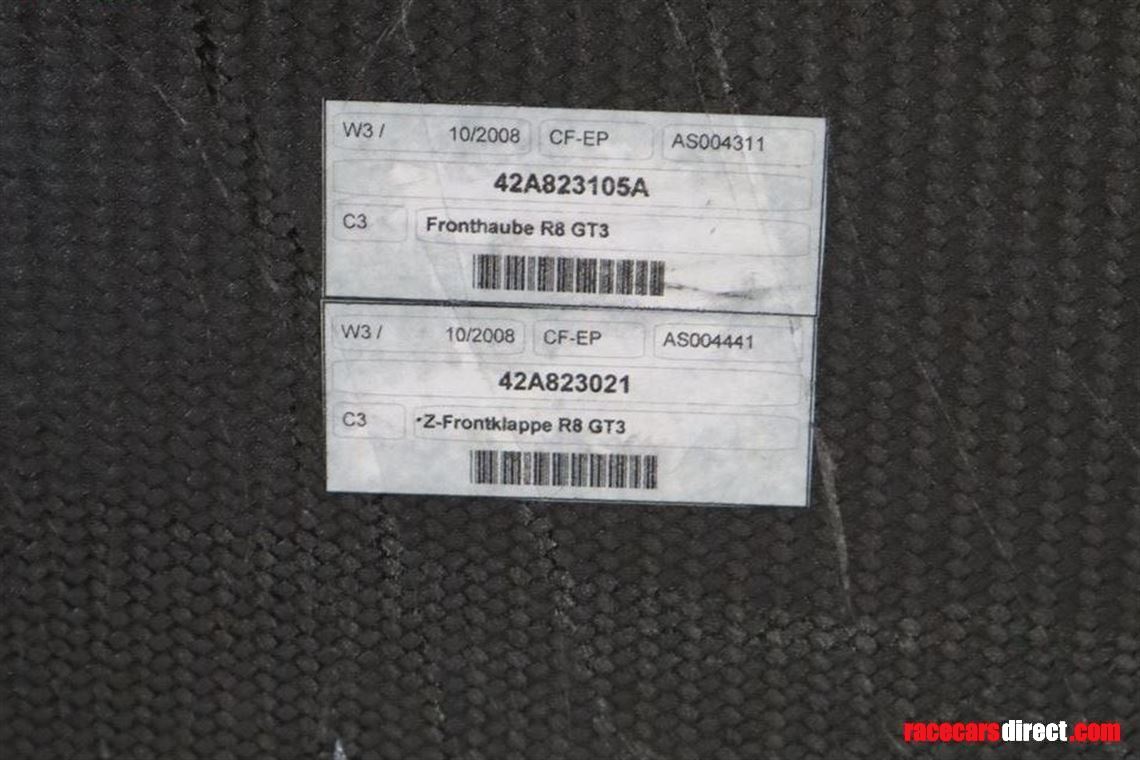 W3 / 10/2008 CF-EP AS004311
42A823105A
C3 Fronthaube R8 GT3
W3 / 10/2008 CF-EP AS004441
42A823021
C3 *Z-Frontklappe R8 GT3
racecarsdirect.com